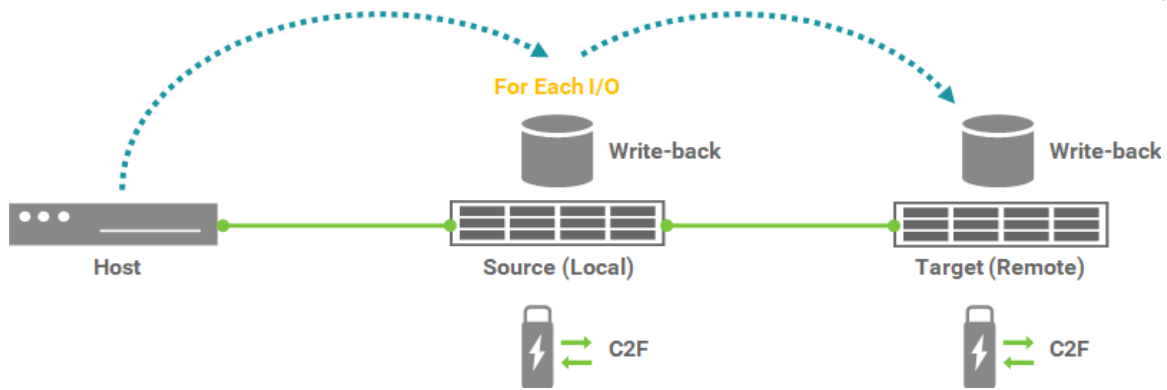 For Each I/O
Write-back
Write-back
Host
Source (Local)
Target (Remote)
C2F
C2F